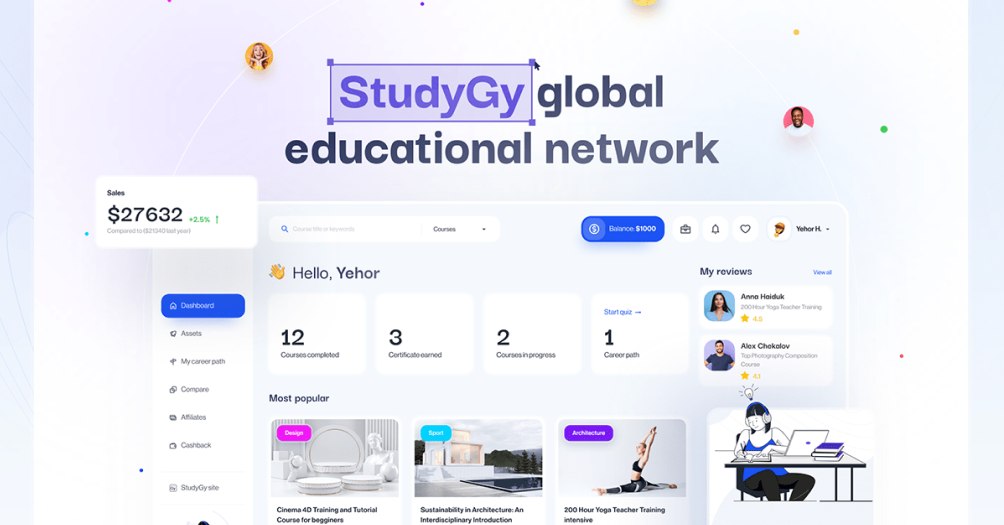 StudyGy global
educational network
Sales
$27632 +2,5% ↑
Compared to ($21340 last year)
Course title or keywords
Courses
Balance: $1000
Yehor H.
Hello, Yehor
My reviews
View all
Dashboard
Assets
My career path
Compare
Affiliates
Cashback
StudyGy site
12
Courses completed
3
Certificate earned
2
Courses in progress
Start quiz →
1
Career path
Anna Haiduk
200 Hour Yoga Teacher Training
4.5
Alex Chokalov
Top Photography Composition
Course
4.1
Most popular
Design
Cinema 4D Training and Tutorial
Course for begginers
Sport
Sustainability in Architecture: An
Interdisciplinary Introduction
Architecture
200 Hour Yoga Teacher Training
intensive